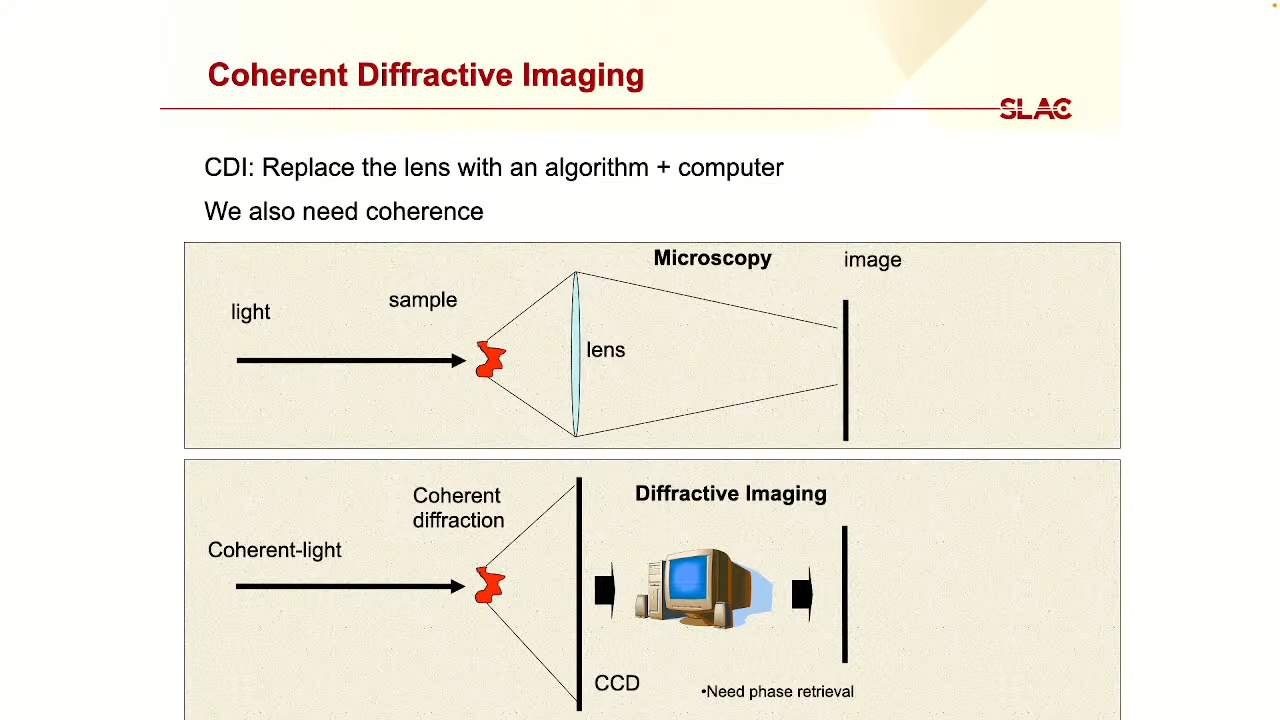 Coherent Diffractive Imaging
SLAC
CDI: Replace the lens with an algorithm + computer
We also need coherence
Microscopy
image
light
sample
lens
Coherent
diffraction
Diffractive Imaging
Coherent-light
CCD
•Need phase retrieval